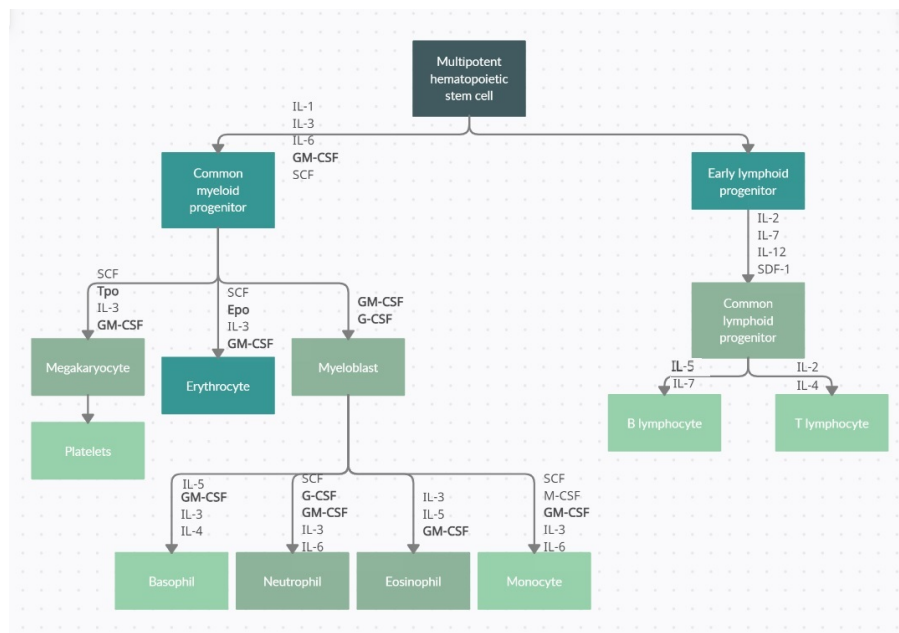 Multipotent
hematopoietic
stem cell
IL-1
IL-3
IL-6
GM-CSF
SCF
Common
myeloid
progenitor
Early lymphoid
progenitor
IL-2
IL-7
IL-12
SDF-1
SCF
Tpo
IL-3
GM-CSF
SCF
Epo
IL-3
GM-CSF
GM-CSF
G-CSF
Common
lymphoid
progenitor
Megakaryocyte
Erythrocyte
Myeloblast
IL-5
IL-7
IL-2
IL-4
Platelets
B lymphocyte
T lymphocyte
IL-5
GM-CSF
IL-3
IL-4
SCF
G-CSF
GM-CSF
IL-3
IL-6
IL-3
IL-5
GM-CSF
SCF
M-CSF
GM-CSF
IL-3
IL-6
Basophil
Neutrophil
Eosinophil
Monocyte